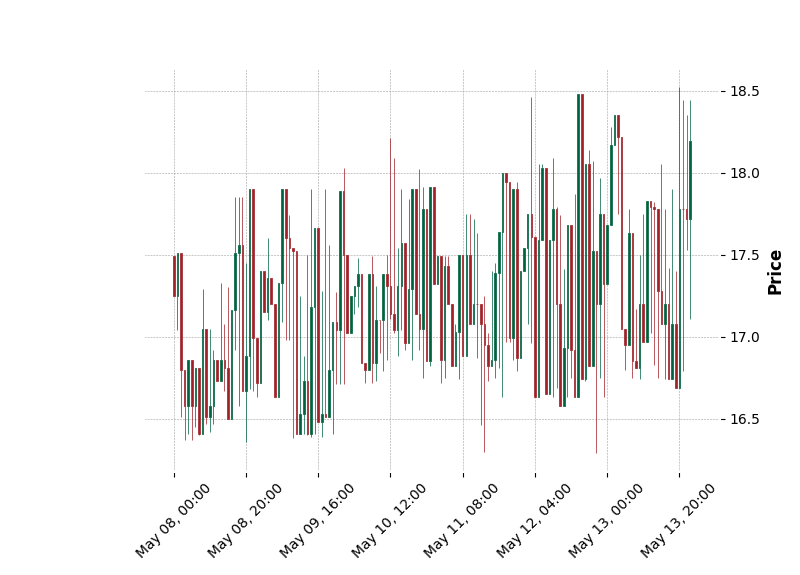 18.5
18.0
17.5
17.0
16.5
Price
May 08, 00:00
May 08, 20:00
May 09, 16:00
May 10, 12:00
May 11, 08:00
May 12, 04:00
May 13, 00:00
May 13, 20:00